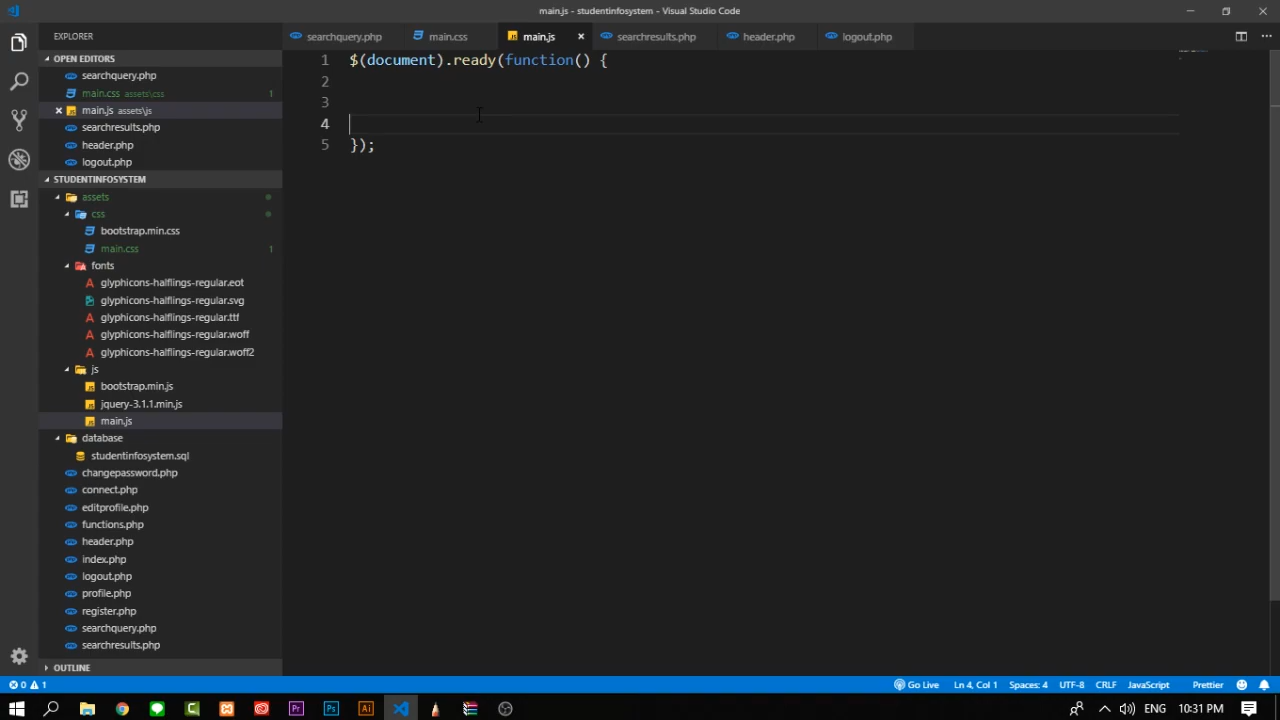 main.js - studentinfosystem - Visual Studio Code
EXPLORER
OPEN EDITORS
searchquery.php
main.css assets\css 1
main.js assets\js
searchresults.php
header.php
logout.php
STUDENTINFOSYSTEM
assets
css
bootstrap.min.css
main.css 1
fonts
glyphicons-halflings-regular.eot
glyphicons-halflings-regular.svg
glyphicons-halflings-regular.ttf
glyphicons-halflings-regular.woff
glyphicons-halflings-regular.woff2
js
bootstrap.min.js
jquery-3.1.1.min.js
main.js
database
studentinfosystem.sql
changepassword.php
connect.php
editprofile.php
functions.php
header.php
index.php
logout.php
profile.php
register.php
searchquery.php
searchresults.php
OUTLINE
searchquery.php main.css main.js searchresults.php header.php logout.php
1 $(document).ready(function() {
2
3
4
5 });
0 1 Go Live Ln 4, Col 1 Spaces: 4 UTF-8 CRLF JavaScript Prettier
ENG 10:31 PM